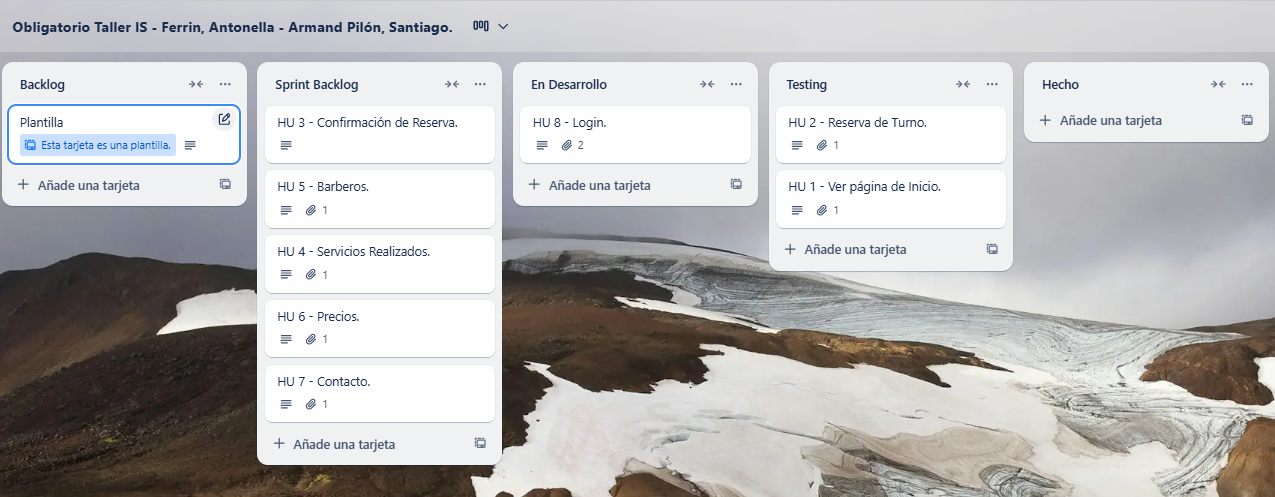 Obligatorio Taller IS - Ferrin, Antonella - Armand Pilón, Santiago.
Backlog
Plantilla
Esta tarjeta es una plantilla.
Añade una tarjeta
Sprint Backlog
HU 3 - Confirmación de Reserva.
HU 5 - Barberos.
1
HU 4 - Servicios Realizados.
1
HU 6 - Precios.
1
HU 7 - Contacto.
1
Añade una tarjeta
En Desarrollo
HU 8 - Login.
2
Añade una tarjeta
Testing
HU 2 - Reserva de Turno.
1
HU 1 - Ver página de Inicio.
1
Añade una tarjeta
Hecho
Añade una tarjeta